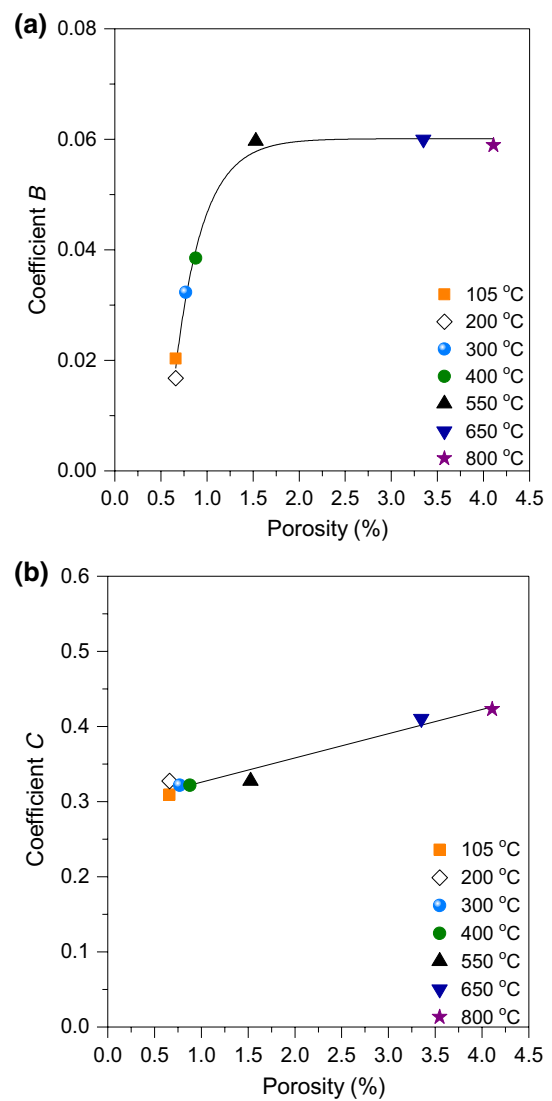 (a)
0.08
0.06
0.04
0.02
0.00
Coefficient B
105 °C
200 °C
300 °C
400 °C
550 °C
650 °C
800 °C
0.0 0.5 1.0 1.5 2.0 2.5 3.0 3.5 4.0 4.5
Porosity (%)
(b)
0.6
0.5
0.4
0.3
0.2
0.1
0.0
Coefficient C
105 °C
200 °C
300 °C
400 °C
550 °C
650 °C
800 °C
0.0 0.5 1.0 1.5 2.0 2.5 3.0 3.5 4.0 4.5
Porosity (%)